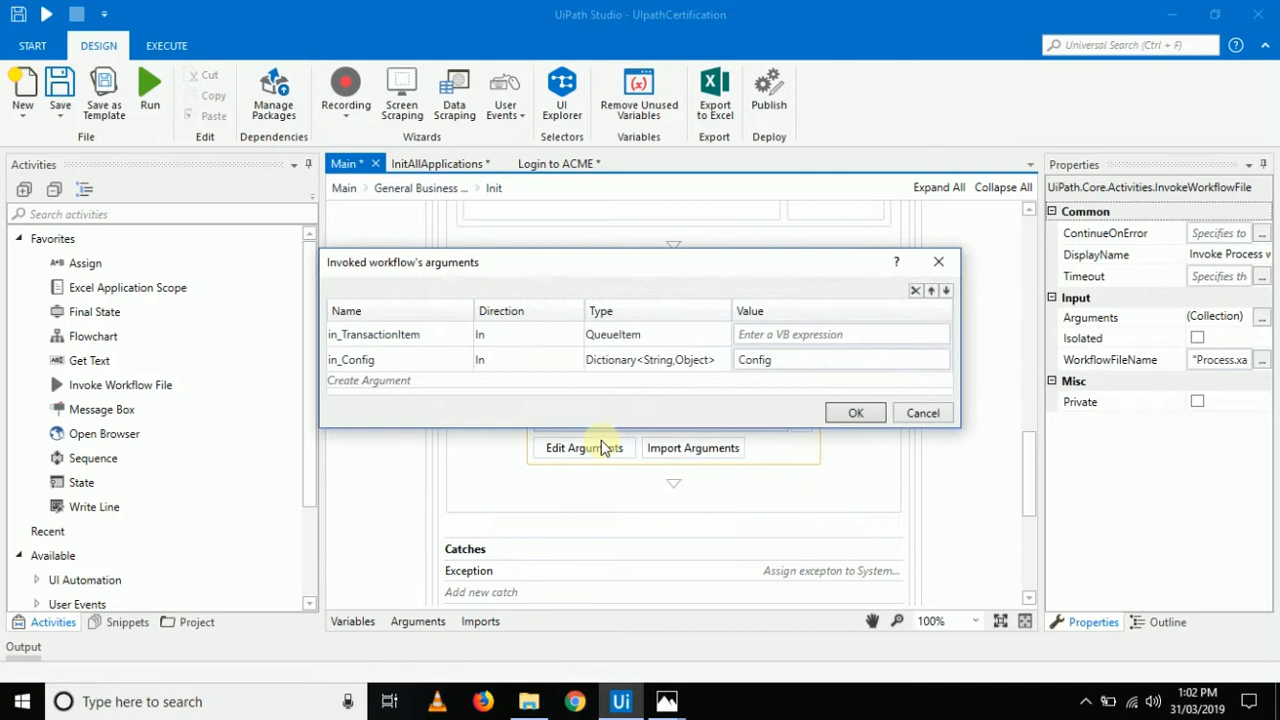 UiPath Studio - UIpathCertification
START
DESIGN
EXECUTE
Universal Search (Ctrl + F)
New
Save
Save as Template
Run
Cut
Copy
Paste
Manage Packages
Recording
Screen Scraping
Data Scraping
User Events
UI Explorer
Remove Unused Variables
Export to Excel
Publish
File
Edit
Dependencies
Wizards
Selectors
Variables
Export
Deploy
Activities
Search activities
Favorites
Assign
Excel Application Scope
Final State
Flowchart
Get Text
Invoke Workflow File
Message Box
Open Browser
Sequence
State
Write Line
Recent
Available
UI Automation
User Events
Activities
Snippets
Project
Output
Main *
InitAllApplications *
Login to ACME *
Main
General Business ...
Init
Expand All
Collapse All
Invoked workflow's arguments
?
Name
Direction
Type
Value
in_TransactionItem
In
QueueItem
Enter a VB expression
in_Config
In
Dictionary<String,Object>
Config
Create Argument
OK
Cancel
Edit Arguments
Import Arguments
Catches
Exception
Assign excepton to System...
Add new catch
Variables
Arguments
Imports
100%
Properties
UiPath.Core.Activities.InvokeWorkflowFile
Common
ContinueOnError
Specifies to
...
DisplayName
Invoke Process v
Timeout
Specifies th
...
Input
Arguments
(Collection)
...
Isolated
WorkflowFileName
"Process.xa
...
Misc
Private
Properties
Outline
Type here to search
Ui
1:02 PM
31/03/2019